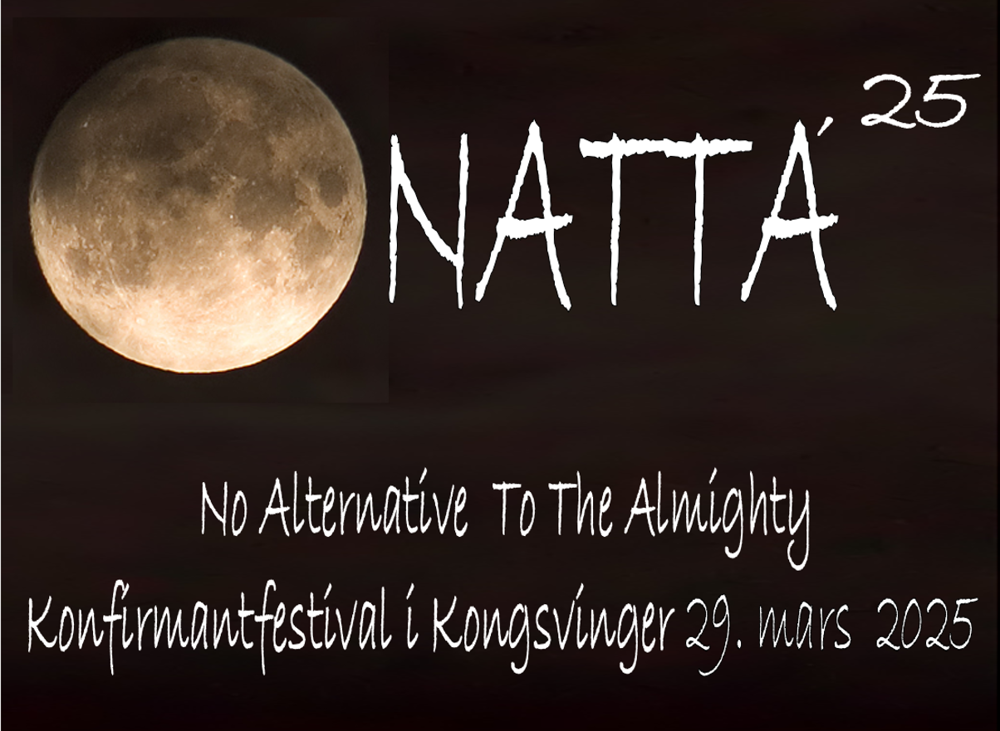 NATTÁ 25
No Alternative To The Almighty
Konfirmantfestival i Kongsvinger 29. mars 2025